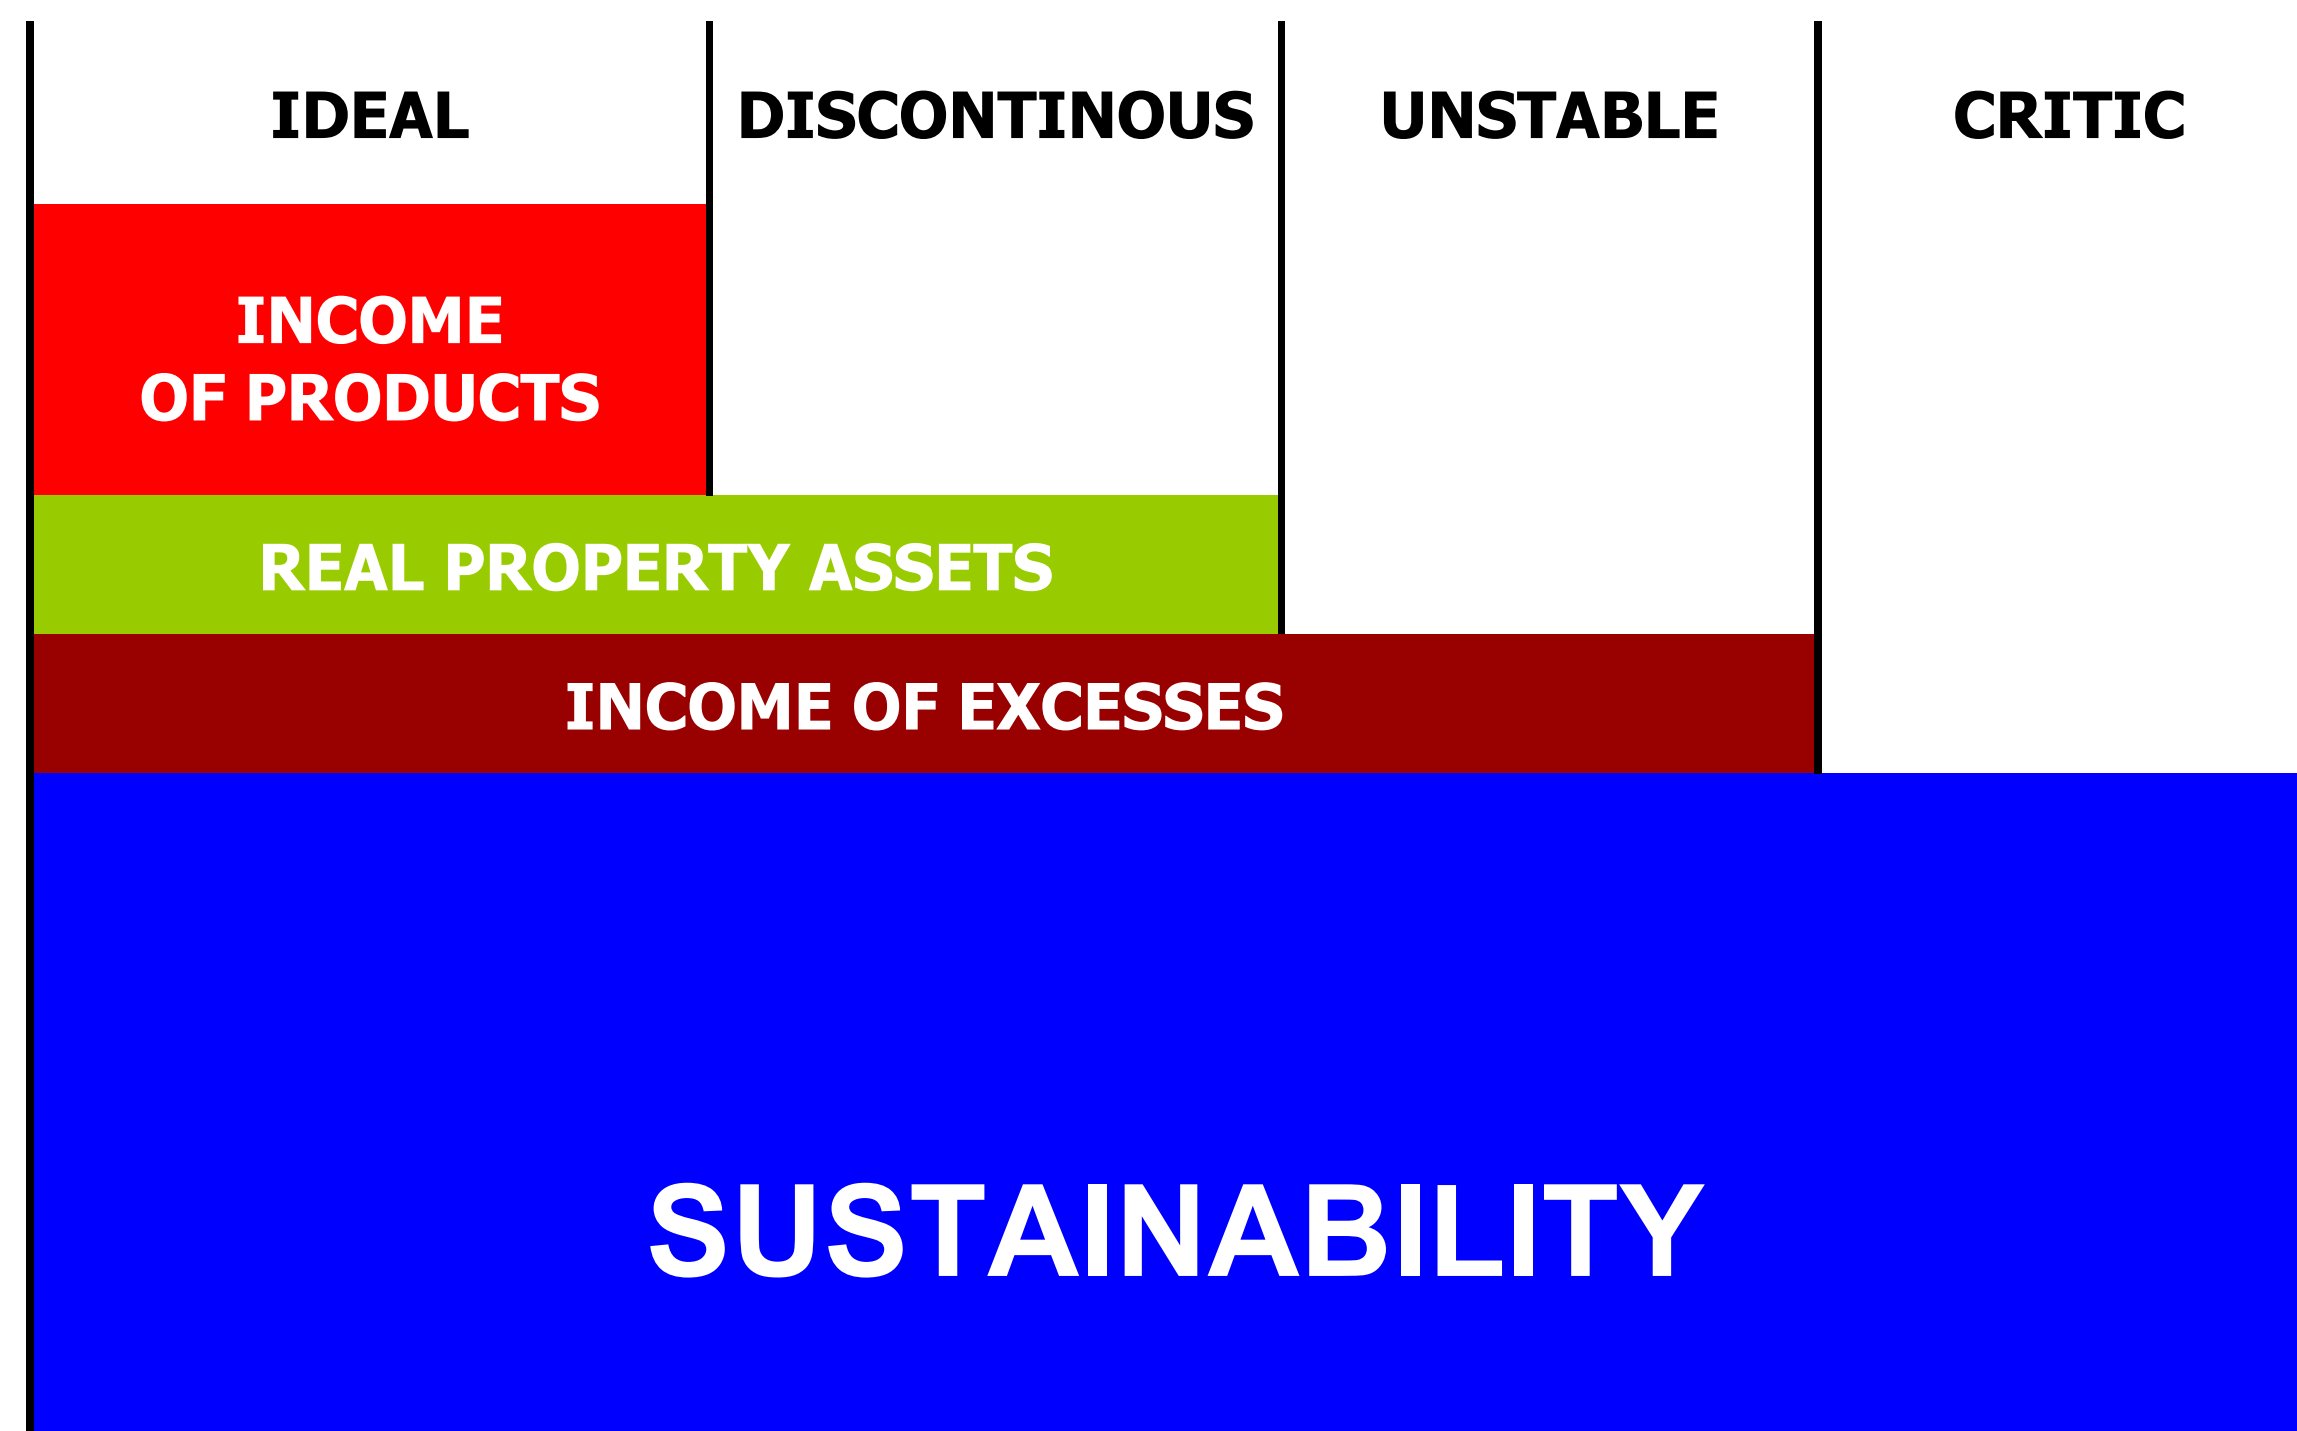 IDEAL
DISCONTINOUS
UNSTABLE
CRITIC
INCOME
OF PRODUCTS
REAL PROPERTY ASSETS
INCOME OF EXCESSES
SUSTAINABILITY